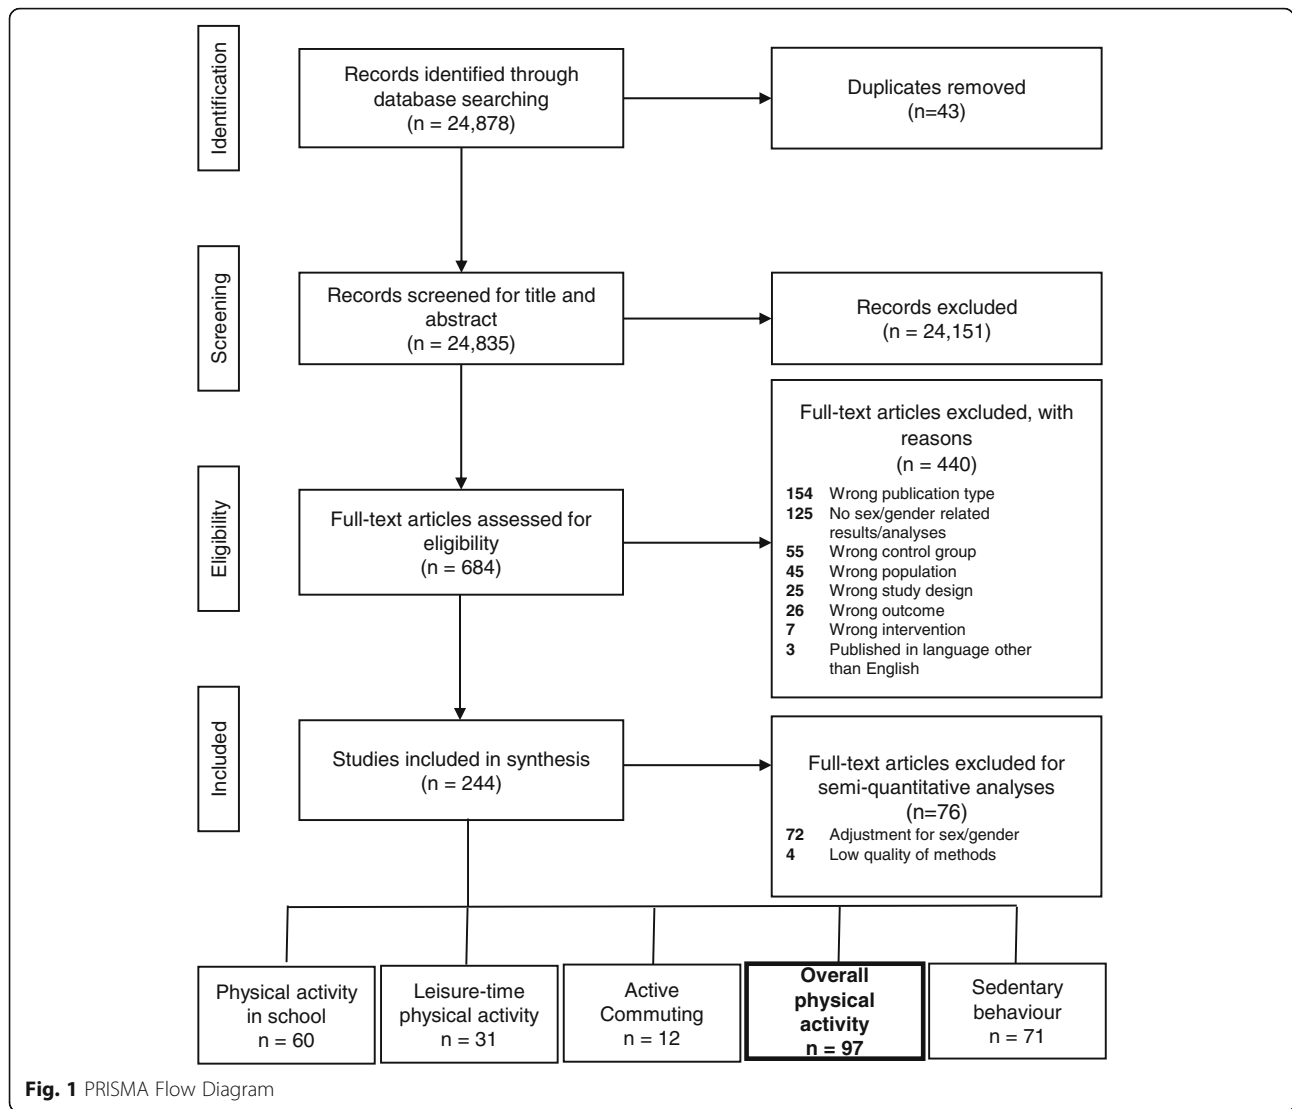 Identification
Records identified through
database searching
(n = 24,878)
Duplicates removed
(n=43)
Screening
Records screened for title and
abstract
(n = 24,835)
Records excluded
(n = 24,151)
Eligibility
Full-text articles assessed for
eligibility
(n = 684)
Full-text articles excluded, with
reasons
(n = 440)
154 Wrong publication type
125 No sex/gender related
results/analyses
55 Wrong control group
45 Wrong population
25 Wrong study design
26 Wrong outcome
7 Wrong intervention
3 Published in language other
than English
Included
Studies included in synthesis
(n = 244)
Full-text articles excluded for
semi-quantitative analyses
(n=76)
72 Adjustment for sex/gender
4 Low quality of methods
Physical activity
in school
n = 60
Leisure-time
physical activity
n = 31
Active
Commuting
n = 12
Overall
physical
activity
n = 97
Sedentary
behaviour
n = 71
Fig. 1 PRISMA Flow Diagram